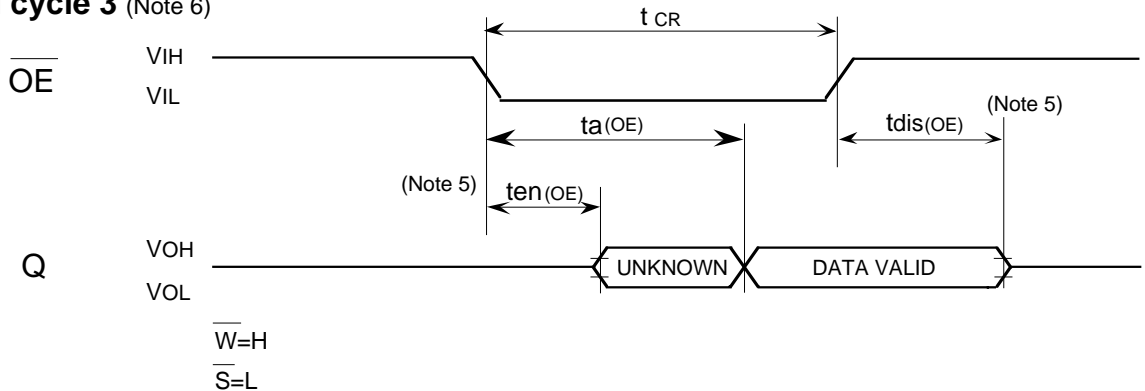 cycle 3 (Note 6)
t CR
OE
VIH
VIL
(Note 5)
ta(OE)
tdis(OE)
(Note 5)
ten(OE)
Q
VOH
VOL
UNKNOWN
DATA VALID
W=H
S=L